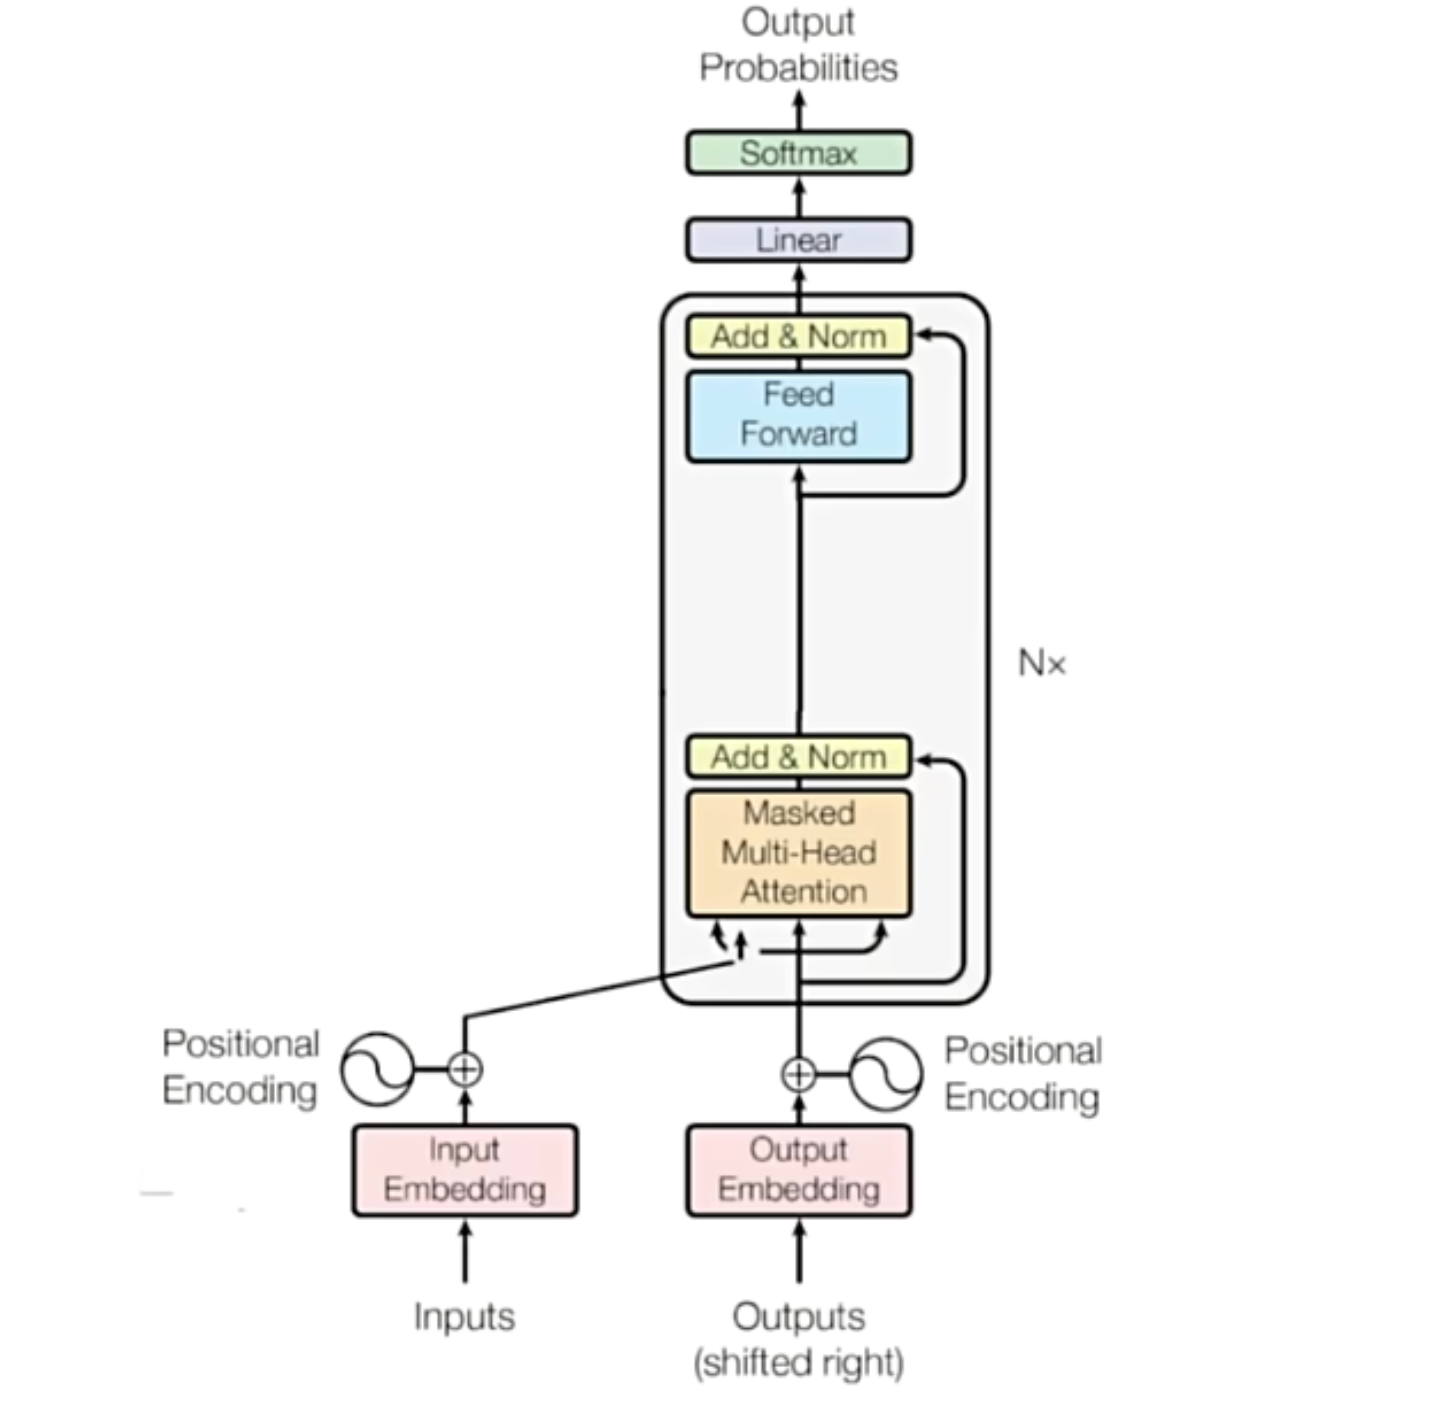 Output
Probabilities
Softmax
Linear
Add & Norm
Feed
Forward
N×
Add & Norm
Masked
Multi-Head
Attention
Positional
Encoding
Positional
Encoding
Input
Embedding
Output
Embedding
Inputs
Outputs
(shifted right)